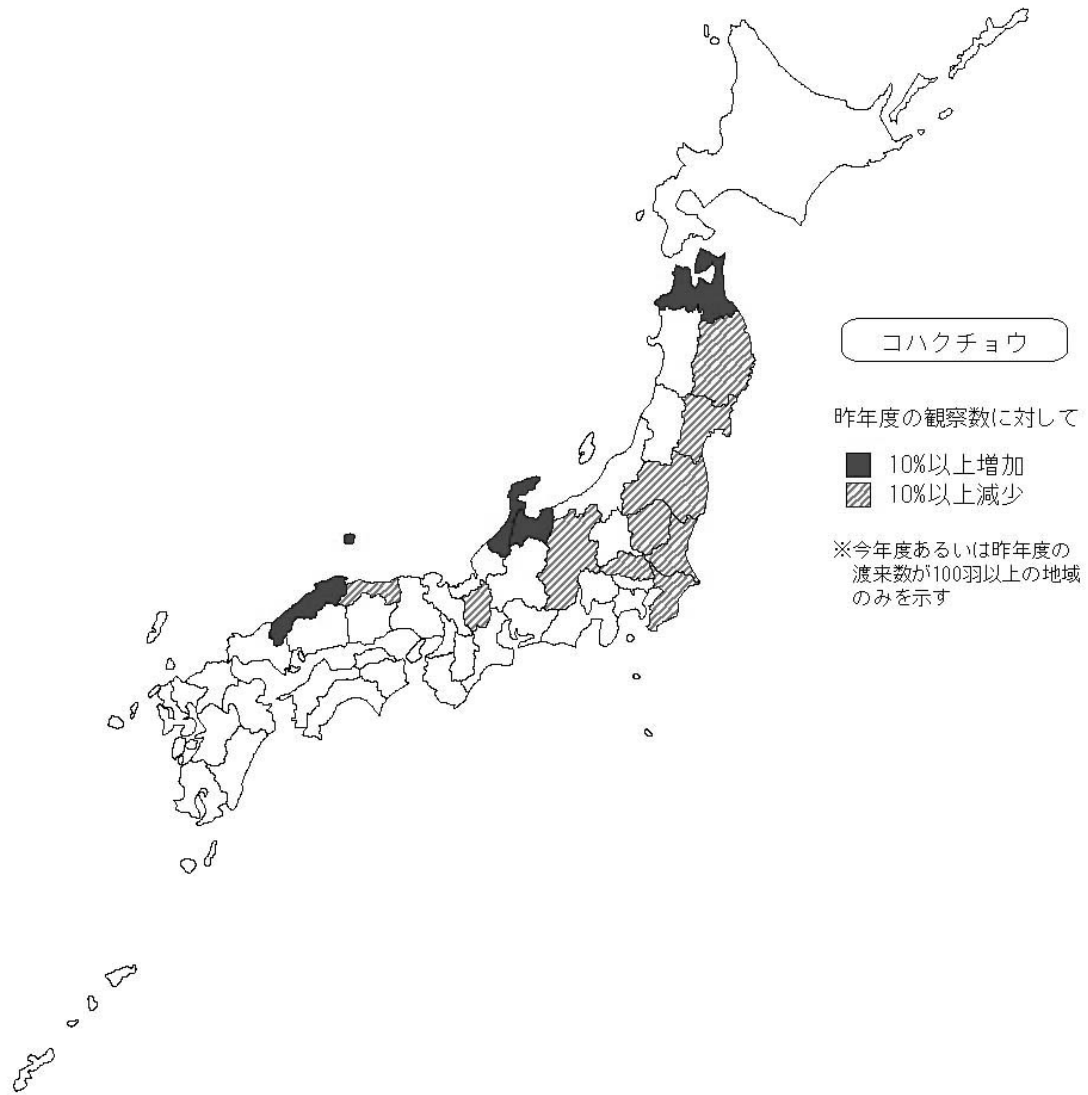 コハクチョウ
昨年度の観察数に対して
10%以上増加
10%以上減少
※今年度あるいは昨年度の
渡来数が100羽以上の地域
のみを示す